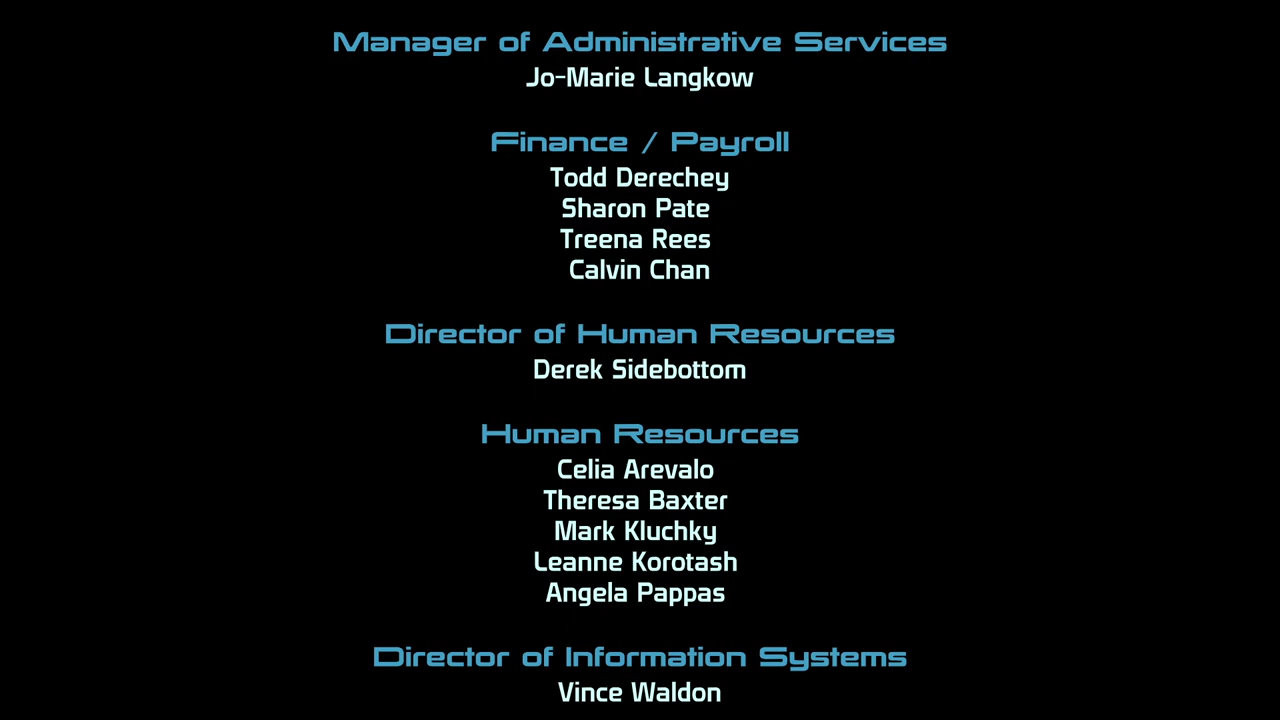 Manager of Administrative Services
Jo-Marie Langkow
Finance / Payroll
Todd Derechey
Sharon Pate
Treena Rees
Calvin Chan
Director of Human Resources
Derek Sidebottom
Human Resources
Celia Arevalo
Theresa Baxter
Mark Kluchky
Leanne Korotash
Angela Pappas
Director of Information Systems
Vince Waldon